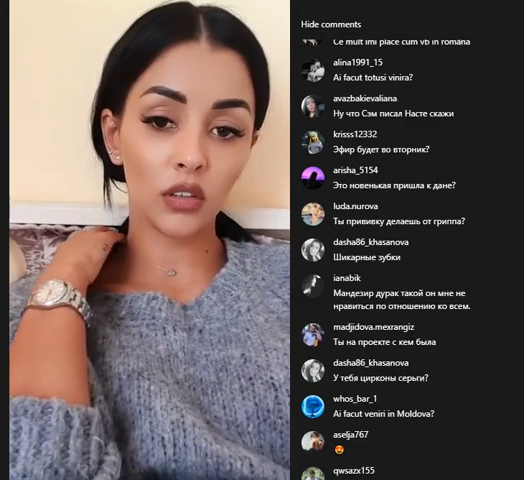 Hide comments
Ce mult imi place cum vb in romana
alina1991_15
Ai facut totusi vinira?
avazbakievaliana
Ну что Сэм писал Насте скажи
krisss12332
Эфир будет во вторник?
arisha_5154
Это новенькая пришла к дане?
luda.nurova
Ты прививку делаешь от гриппа?
dasha86_khasanova
Шикарные зубки
ianabik
Мандезир дурак такой он мне не
нравиться по отношению ко всем.
madjidova.mexrangiz
Ты на проекте с кем была
dasha86_khasanova
У тебя цирконы серьги?
whos_bar_1
Ai facut veniri in Moldova?
aselja767
😍
qwsazx155